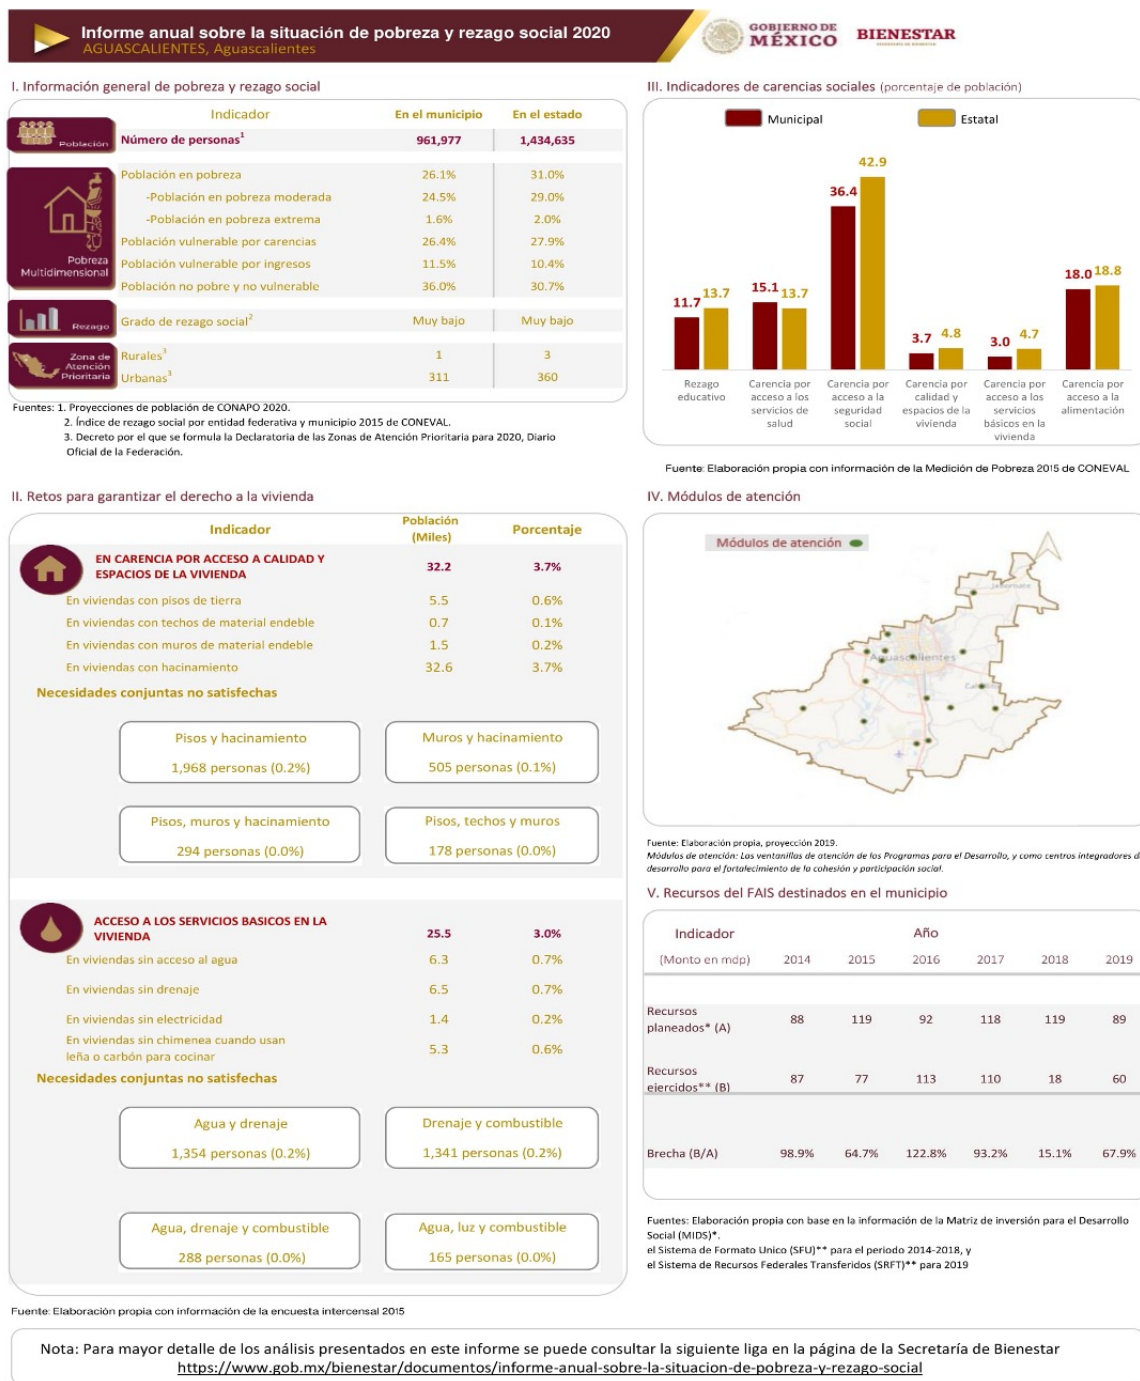 Informe anual sobre la situación de pobreza y rezago social 2020
AGUASCALIENTES, Aguascalientes
GOBIERNO DE
MÉXICO
BIENESTAR
I. Información general de pobreza y rezago social
Indicador En el municipio En el estado
Población
Número de personas1 961,977 1,434,635
Población en pobreza 26.1% 31.0%
-Población en pobreza moderada 24.5% 29.0%
-Población en pobreza extrema 1.6% 2.0%
Población vulnerable por carencias 26.4% 27.9%
Pobreza
Multidimensional
Población vulnerable por ingresos 11.5% 10.4%
Población no pobre y no vulnerable 36.0% 30.7%
Rezago
Grado de rezago social2 Muy bajo Muy bajo
Zona de
Atención
Prioritaria
Rurales3 1 3
Urbanas3 311 360
Fuentes: 1. Proyecciones de población de CONAPO 2020.
2. Índice de rezago social por entidad federativa y municipio 2015 de CONEVAL.
3. Decreto por el que se formula la Declaratoria de las Zonas de Atención Prioritaria para 2020, Diario
Oficial de la Federación.
II. Retos para garantizar el derecho a la vivienda
Indicador Población
(Miles) Porcentaje
EN CARENCIA POR ACCESO A CALIDAD Y
ESPACIOS DE LA VIVIENDA 32.2 3.7%
En viviendas con pisos de tierra 5.5 0.6%
En viviendas con techos de material endeble 0.7 0.1%
En viviendas con muros de material endeble 1.5 0.2%
En viviendas con hacinamiento 32.6 3.7%
Necesidades conjuntas no satisfechas
Pisos y hacinamiento
1,968 personas (0.2%)
Muros y hacinamiento
505 personas (0.1%)
Pisos, muros y hacinamiento
294 personas (0.0%)
Pisos, techos y muros
178 personas (0.0%)
ACCESO A LOS SERVICIOS BASICOS EN LA
VIVIENDA 25.5 3.0%
En viviendas sin acceso al agua 6.3 0.7%
En viviendas sin drenaje 6.5 0.7%
En viviendas sin electricidad 1.4 0.2%
En viviendas sin chimenea cuando usan
leña o carbón para cocinar 5.3 0.6%
Necesidades conjuntas no satisfechas
Agua y drenaje
1,354 personas (0.2%)
Drenaje y combustible
1,341 personas (0.2%)
Agua, drenaje y combustible
288 personas (0.0%)
Agua, luz y combustible
165 personas (0.0%)
Fuente: Elaboración propia con información de la encuesta intercensal 2015
III. Indicadores de carencias sociales (porcentaje de población)
Municipal Estatal
11.7 13.7 15.1 13.7 36.4 42.9 3.7 4.8 3.0 4.7 18.0 18.8
Rezago
educativo
Carencia por
acceso a los
servicios de
salud
Carencia por
acceso a la
seguridad
social
Carencia por
calidad y
espacios de la
vivienda
Carencia por
acceso a los
servicios
básicos en la
vivienda
Carencia por
acceso a la
alimentación
Fuente: Elaboración propia con información de la Medición de Pobreza 2015 de CONEVAL
IV. Módulos de atención
Módulos de atención
Aguascalientes
Fuente: Elaboración propia, proyección 2019.
Módulos de atención: Las ventanillas de atención de los Programas para el Desarrollo, y como centros integradores d
desarrollo para el fortalecimiento de la cohesión y participación social.
V. Recursos del FAIS destinados en el municipio
Indicador Año
(Monto en mdp) 2014 2015 2016 2017 2018 2019
Recursos
planeados* (A) 88 119 92 118 119 89
Recursos
ejercidos** (B) 87 77 113 110 18 60
Brecha (B/A) 98.9% 64.7% 122.8% 93.2% 15.1% 67.9%
Fuentes: Elaboración propia con base en la información de la Matriz de inversión para el Desarrollo
Social (MIDS)*.
el Sistema de Formato Unico (SFU)** para el periodo 2014-2018, y
el Sistema de Recursos Federales Transferidos (SRFT)** para 2019
Nota: Para mayor detalle de los análisis presentados en este informe se puede consultar la siguiente liga en la página de la Secretaría de Bienestar
https://www.gob.mx/bienestar/documentos/informe-anual-sobre-la-situacion-de-pobreza-y-rezago-social